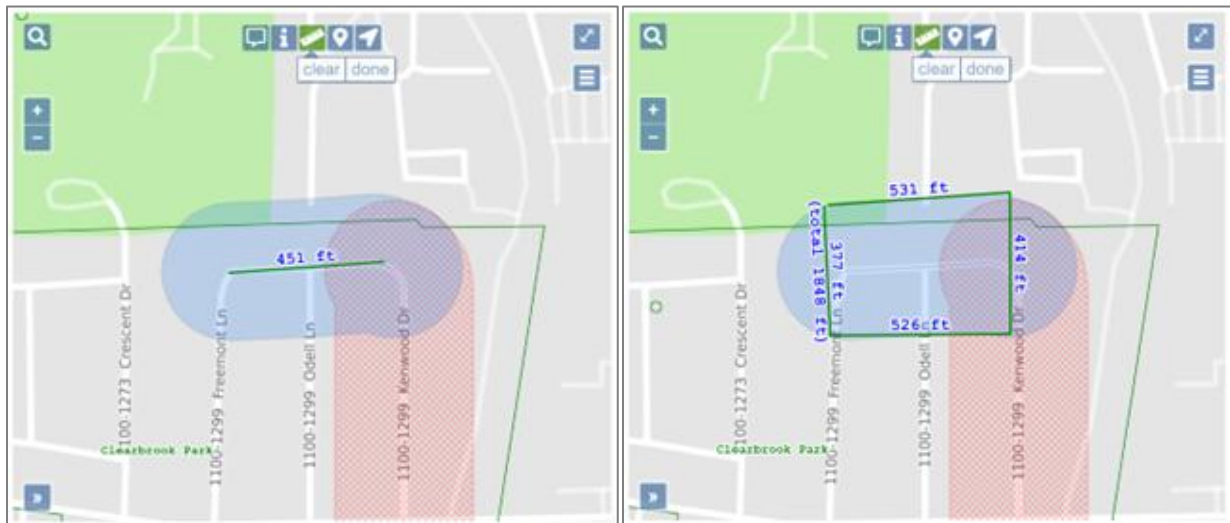 clear done
+
−
451 ft
1100-1273 Crescent Dr
1100-1299 Freemont Ln
1100-1299 Odell Ln
1100-1299 Kenwood Dr
Clearbrook Park
»
clear done
+
−
531 ft
377 ft
(total 1848 ft)
414 ft
526 ft
1100-1273 Crescent Dr
1100-1299 Freemont Ln
1100-1299 Odell L
1100-1299 Kenwood Dr
Clearbrook Park
»